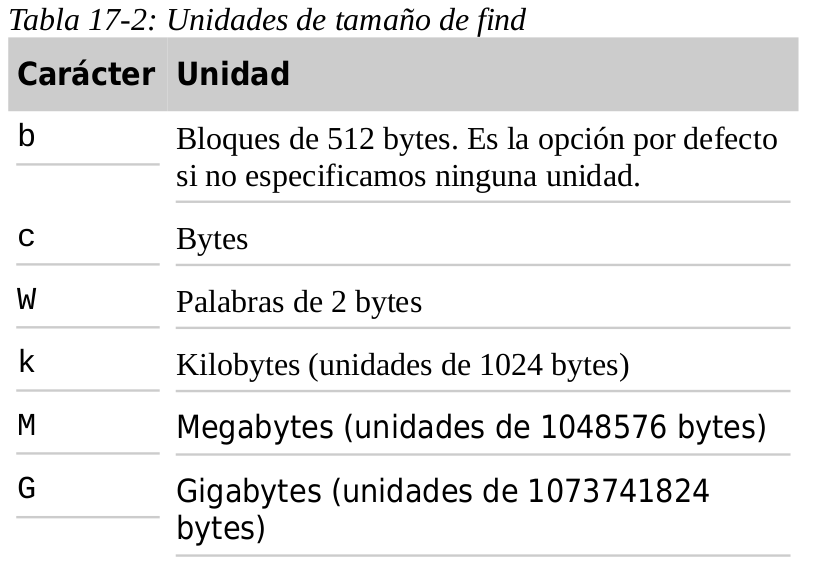 Tabla 17-2: Unidades de tamaño de find
Carácter Unidad
b Bloques de 512 bytes. Es la opción por defecto
si no especificamos ninguna unidad.
c Bytes
W Palabras de 2 bytes
k Kilobytes (unidades de 1024 bytes)
M Megabytes (unidades de 1048576 bytes)
G Gigabytes (unidades de 1073741824
bytes)